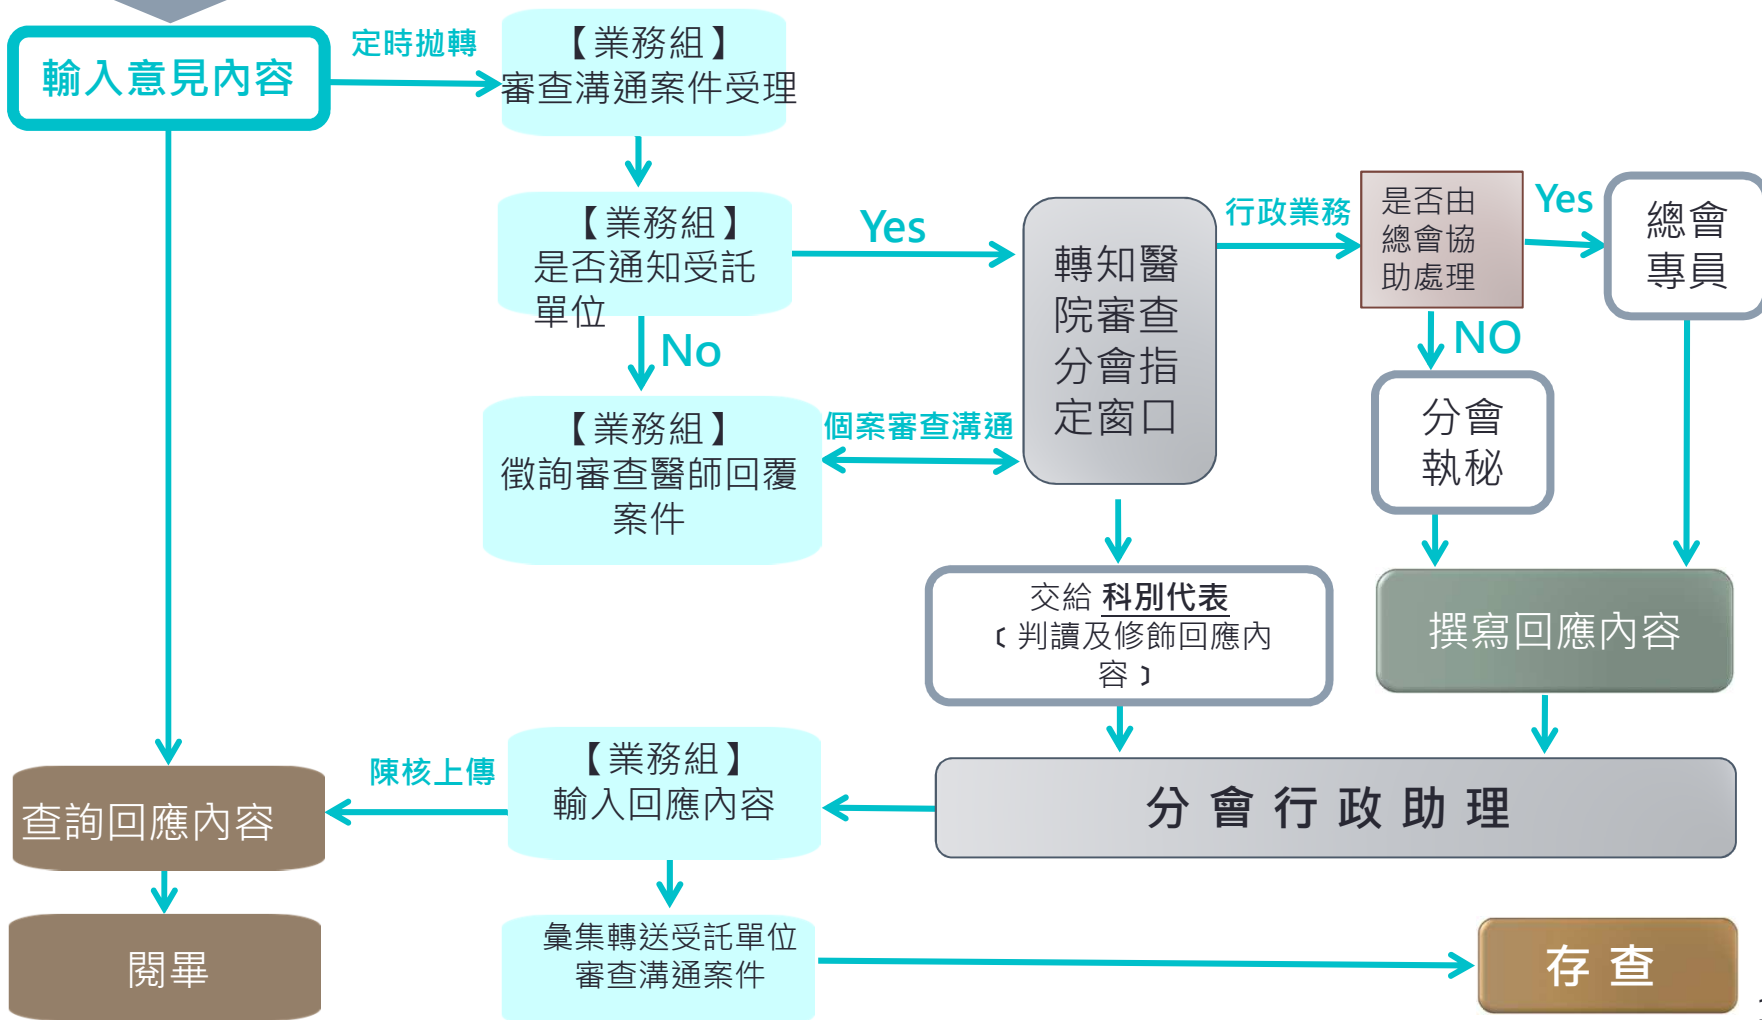 輸入意見內容
定時拋轉
【業務組】
審查溝通案件受理
【業務組】
是否通知受託
單位
Yes
No
【業務組】
徵詢審查醫師回覆
案件
個案審查溝通
轉知醫
院審查
分會指
定窗口
行政業務
是否由
總會協
助處理
Yes
總會
專員
NO
分會
執秘
交給 科別代表
﹝判讀及修飾回應內
容﹞
撰寫回應內容
分會行政助理
【業務組】
輸入回應內容
陳核上傳
查詢回應內容
閱畢
彙集轉送受託單位
審查溝通案件
存查